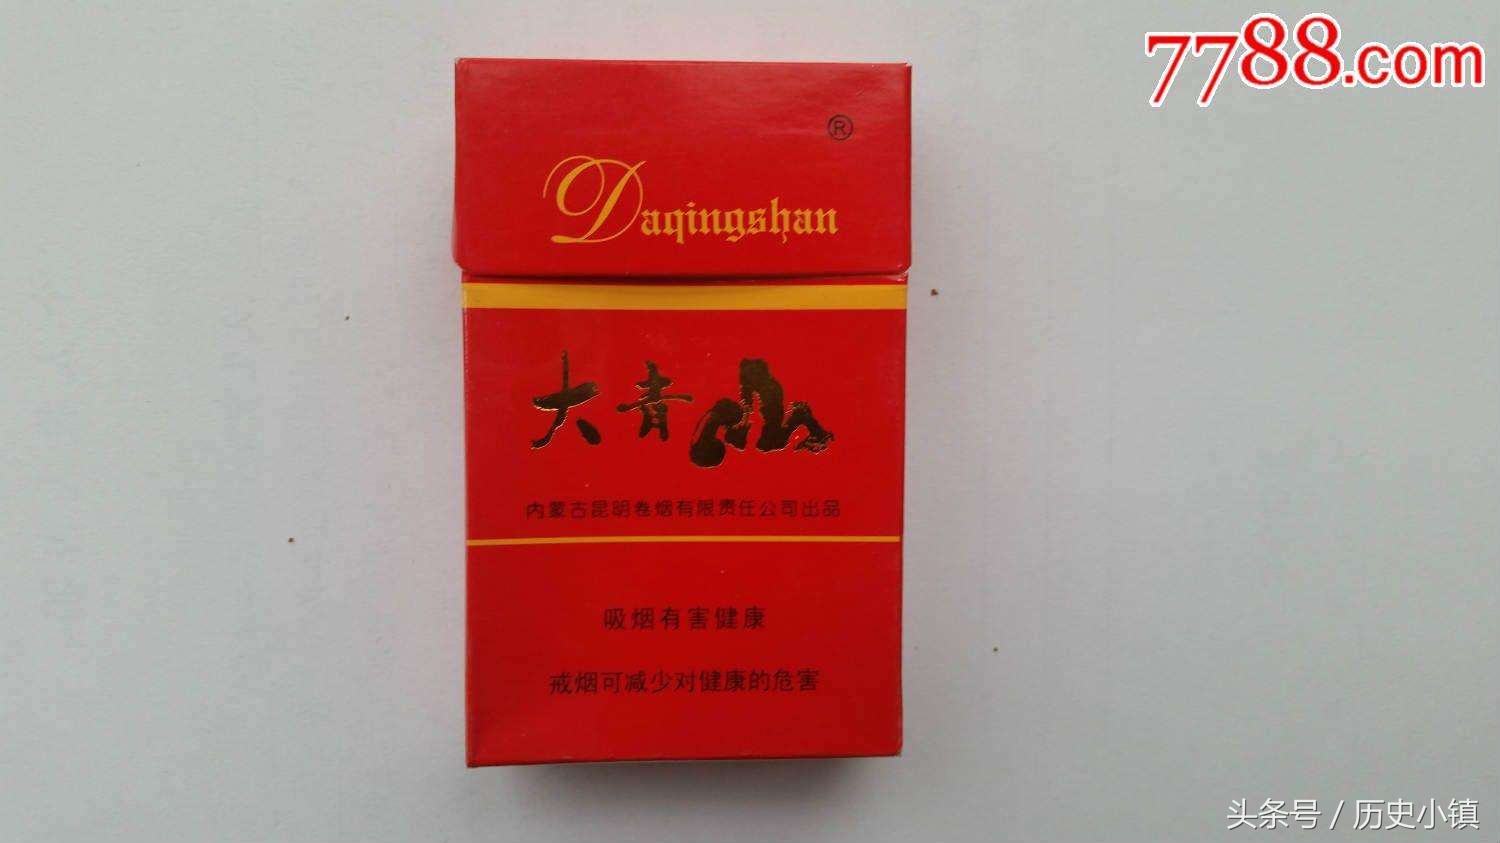 7788.com
®
Daqingshan
大青山
内蒙古昆明卷烟有限责任公司出品
吸烟有害健康
戒烟可减少对健康的危害
头条号 / 历史小镇